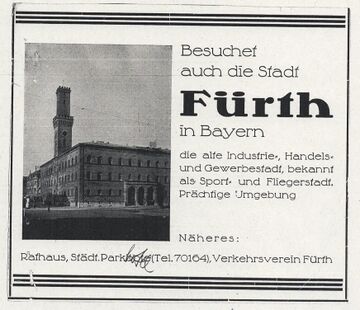 Besuchet
auch die Stadt
Fürth
in Bayern
die alte Industrie-, Handels-
und Gewerbestadt, bekannt
als Sport- und Fliegerstadt.
Prächtige Umgebung
Näheres:
Rathaus, Städt. Parkhotel (Tel. 70164), Verkehrsverein Fürth